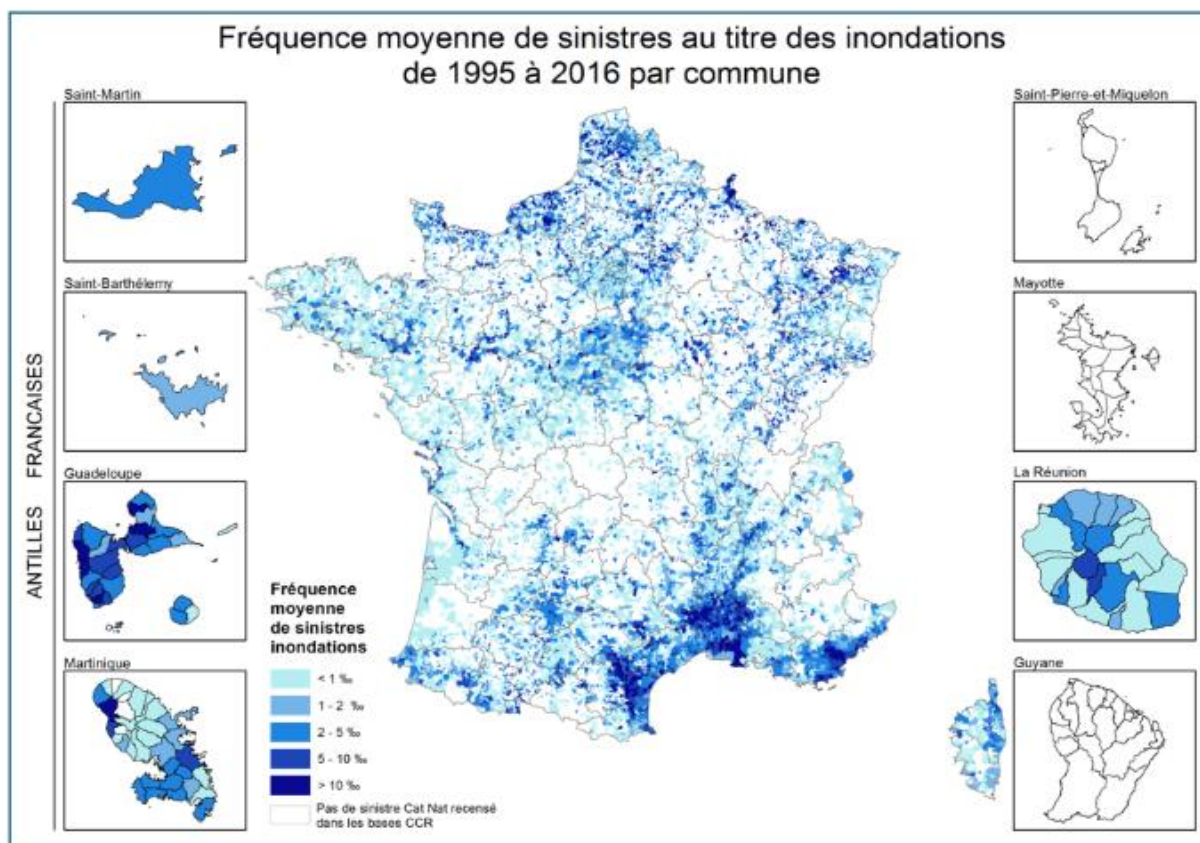 Fréquence moyenne de sinistres au titre des inondations
de 1995 à 2016 par commune
ANTILLES FRANCAISES
Saint-Martin
Saint-Barthélemy
Guadeloupe
Martinique
Fréquence
moyenne
de sinistres
inondations
< 1 ‰
1 - 2 ‰
2 - 5 ‰
5 - 10 ‰
> 10 ‰
Pas de sinistre Cat Nat recensé
dans les bases CCR
Saint-Pierre-et-Miquelon
Mayotte
La Réunion
Guyane